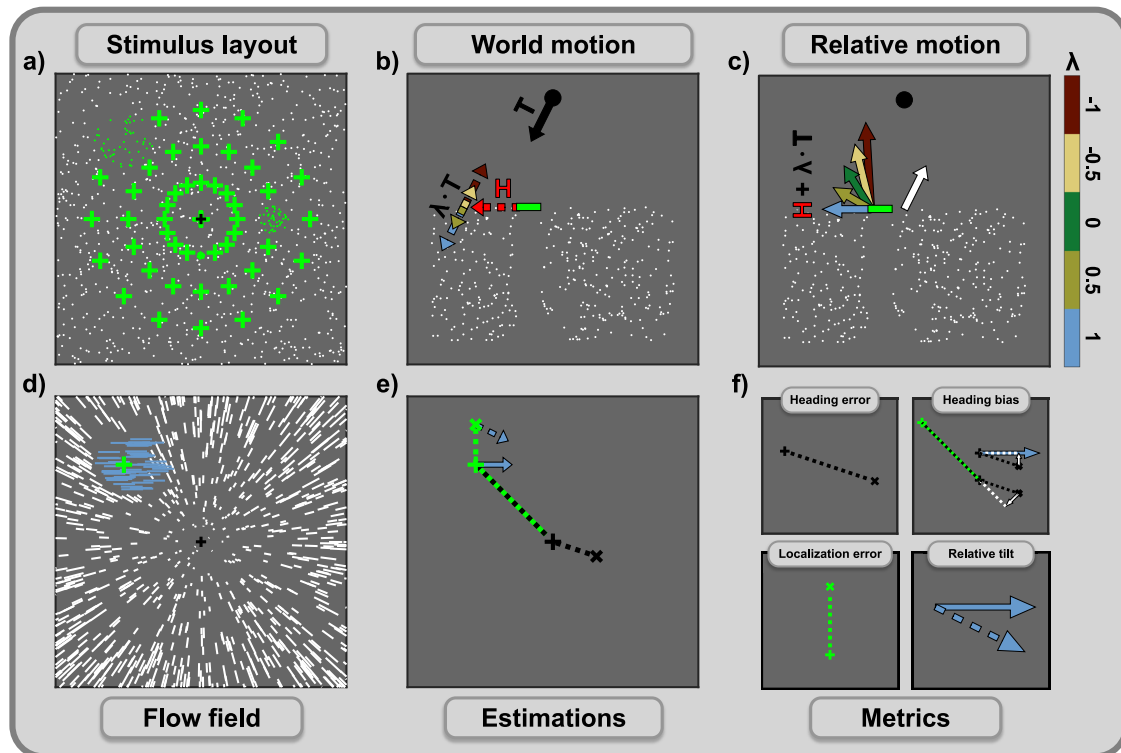 Stimulus layout
World motion
Relative motion
a)
b)
c)
λ
T
λ · T
H
H + λ · T
-1
-0.5
0
0.5
1
d)
e)
f)
Heading error
Heading bias
Localization error
Relative tilt
Flow field
Estimations
Metrics